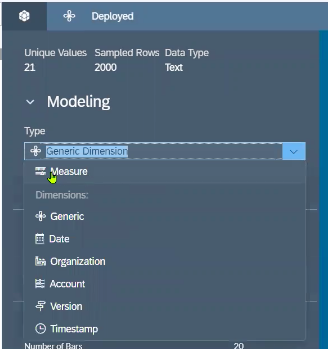 Deployed
Unique Values Sampled Rows Data Type
21 2000 Text
Modeling
Type
Generic Dimension
Measure
Dimensions:
Generic
Date
Organization
Account
Version
Timestamp
Number of Bars 20